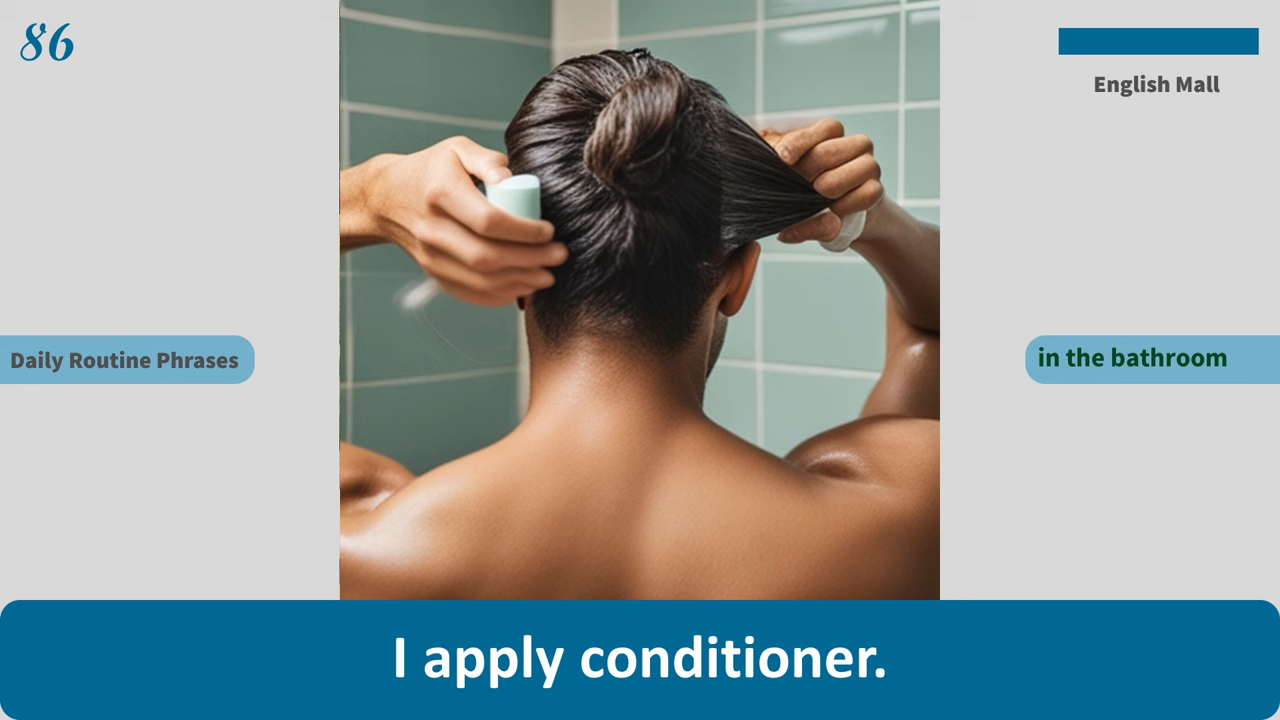 86
English Mall
Daily Routine Phrases
in the bathroom
I apply conditioner.